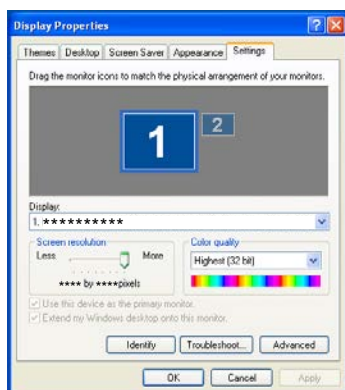 Display Properties
Themes Desktop Screen Saver Appearance Settings
Drag the monitor icons to match the physical arrangement of your monitors.
1 2
Display:
1. **********
Screen resolution
Less More
**** by ****pixels
Color quality
Highest (32 bit)
Use this device as the primary monitor.
Extend my Windows desktop onto this monitor.
Identify Troubleshoot... Advanced
OK Cancel Apply